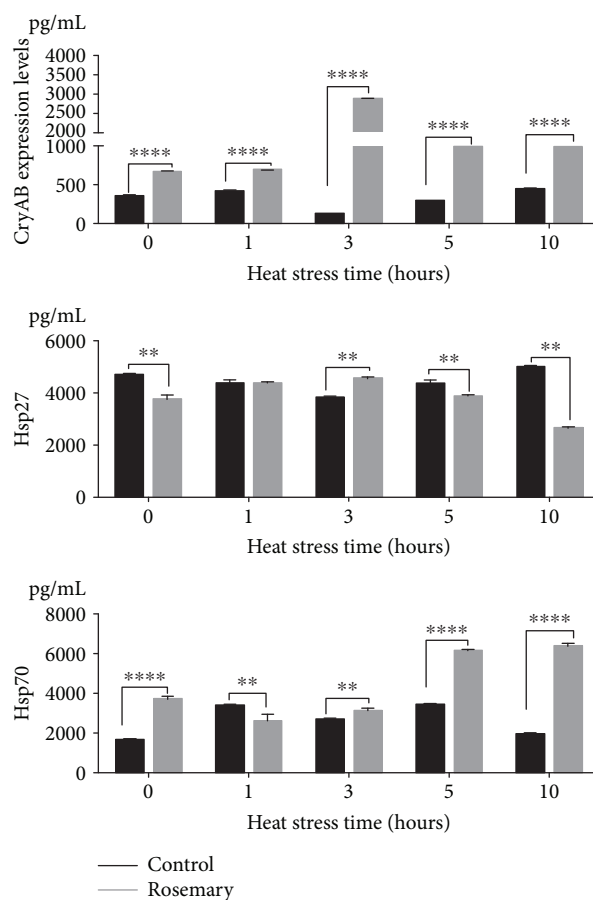 pg/mL
CryAB expression levels
4000
3500
3000
2500
2000
1000
500
0
****
****
****
****
****
0 1 3 5 10
Heat stress time (hours)
pg/mL
Hsp27
6000
4000
2000
0
**
**
**
**
0 1 3 5 10
Heat stress time (hours)
pg/mL
Hsp70
8000
6000
4000
2000
0
****
**
**
****
****
0 1 3 5 10
Heat stress time (hours)
Control
Rosemary